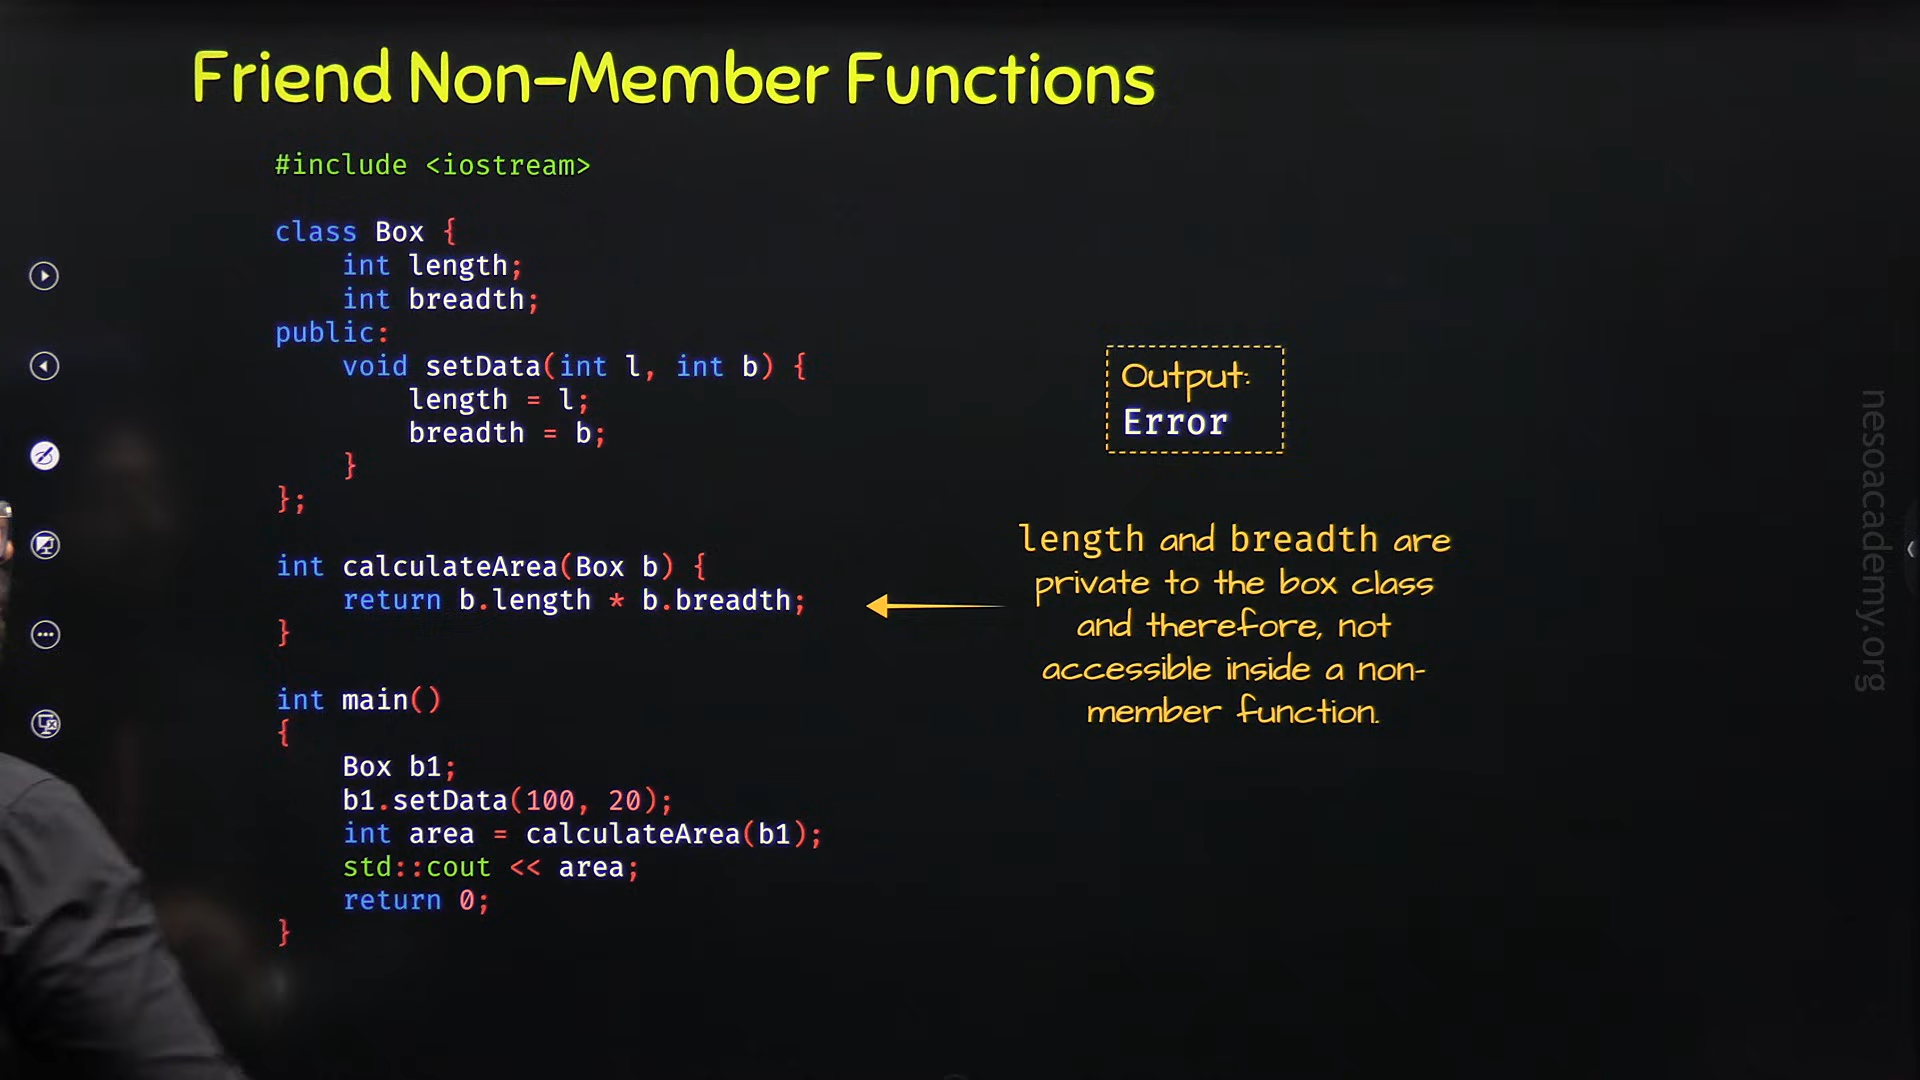 Friend Non-Member Functions
#include <iostream>
class Box {
int length;
int breadth;
public:
void setData(int l, int b) {
length = l;
breadth = b;
}
};
int calculateArea(Box b) {
return b.length * b.breadth;
}
int main()
{
Box b1;
b1.setData(100, 20);
int area = calculateArea(b1);
std::cout << area;
return 0;
}
Output:
Error
length and breadth are
private to the box class
and therefore, not
accessible inside a non-
member function.
nesoacademy.org